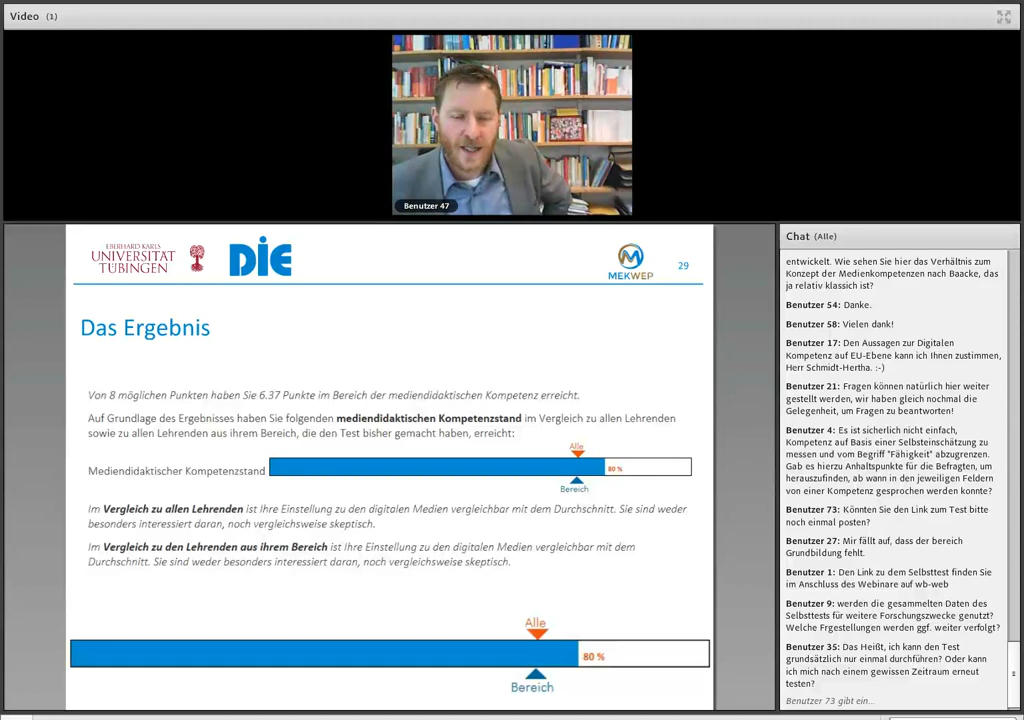 Video (1)
Benutzer 47
EBERHARD KARLS
UNIVERSITÄT
TÜBINGEN
DIE
MEKWEP
29
Das Ergebnis
Von 8 möglichen Punkten haben Sie 6.37 Punkte im Bereich der mediendidaktischen Kompetenz erreicht.
Auf Grundlage des Ergebnisses haben Sie folgenden mediendidaktischen Kompetenzstand im Vergleich zu allen Lehrenden
sowie zu allen Lehrenden aus ihrem Bereich, die den Test bisher gemacht haben, erreicht:
Alle
Mediendidaktischer Kompetenzstand
80 %
Bereich
Im Vergleich zu allen Lehrenden ist Ihre Einstellung zu den digitalen Medien vergleichbar mit dem Durchschnitt. Sie sind weder
besonders interessiert daran, noch vergleichsweise skeptisch.
Im Vergleich zu den Lehrenden aus ihrem Bereich ist Ihre Einstellung zu den digitalen Medien vergleichbar mit dem
Durchschnitt. Sie sind weder besonders interessiert daran, noch vergleichsweise skeptisch.
Alle
80 %
Bereich
Chat (Alle)
entwickelt. Wie sehen Sie hier das Verhältnis zum
Konzept der Medienkompetenzen nach Baacke, das
ja relativ klassisch ist?
Benutzer 54: Danke.
Benutzer 58: Vielen dank!
Benutzer 17: Den Aussagen zur Digitalen
Kompetenz auf EU-Ebene kann ich Ihnen zustimmen,
Herr Schmidt-Hertha. :-)
Benutzer 21: Fragen können natürlich hier weiter
gestellt werden, wir haben gleich nochmal die
Gelegenheit, um Fragen zu beantworten!
Benutzer 4: Es ist sicherlich nicht einfach,
Kompetenz auf Basis einer Selbsteinschätzung zu
messen und vom Begriff "Fähigkeit" abzugrenzen.
Gab es hierzu Anhaltspunkte für die Befragten, um
herauszufinden, ab wann in den jeweiligen Feldern
von einer Kompetenz gesprochen werden konnte?
Benutzer 73: Könnten Sie den Link zum Test bitte
noch einmal posten?
Benutzer 27: Mir fällt auf, dass der bereich
Grundbildung fehlt.
Benutzer 1: Den Link zu dem Selbsttest finden Sie
im Anschluss des Webinare auf wb-web
Benutzer 9: werden die gesammelten Daten des
Selbsttests für weitere Forschungszwecke genutzt?
Welche Frgestellungen werden ggf. weiter verfolgt?
Benutzer 35: Das Heißt, ich kann den Test
grundsätzlich nur einmal durchführen? Oder kann
ich mich nach einem gewissen Zeitraum erneut
testen?
Benutzer 73 gibt ein...